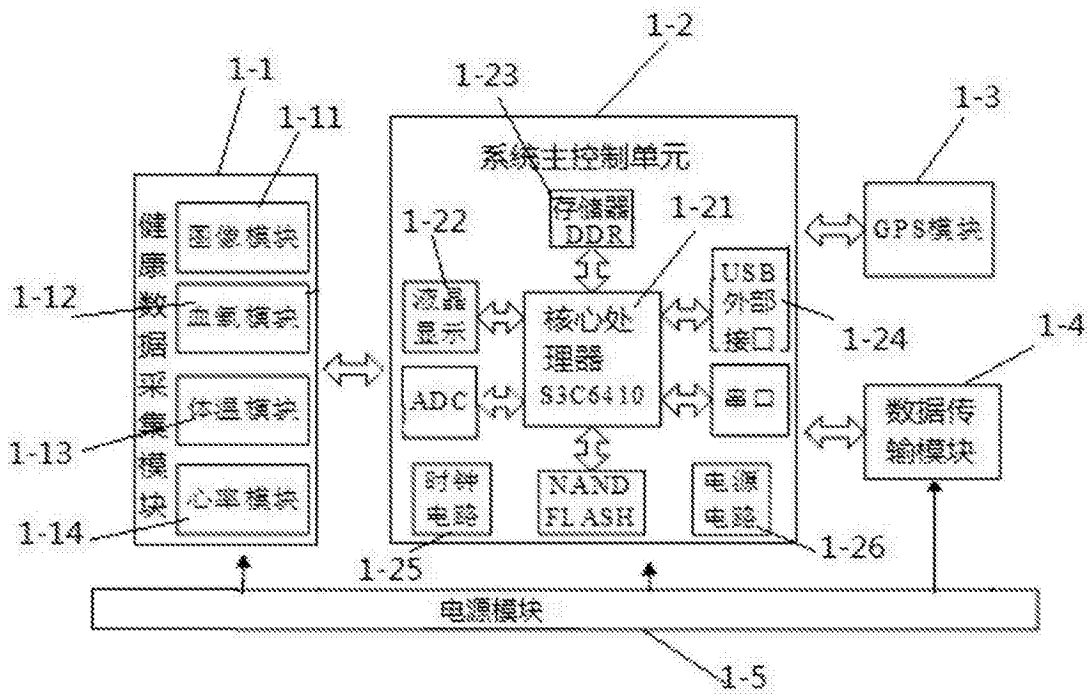 1-2
1-23
1-1
1-3
1-11
系统主控制单元
1-21
存储器
DDR
健康数据采集模块
图像模块
1-22
GPS模块
USB
外部
接口
1-12
血氧模块
液晶
显示
核心处
理器
S3C6410
1-24
1-4
体温模块
ADC
串口
数据传
输模块
1-13
心率模块
时钟
电路
NAND
FLASH
电源
电路
1-14
1-25
1-26
电源模块
1-5